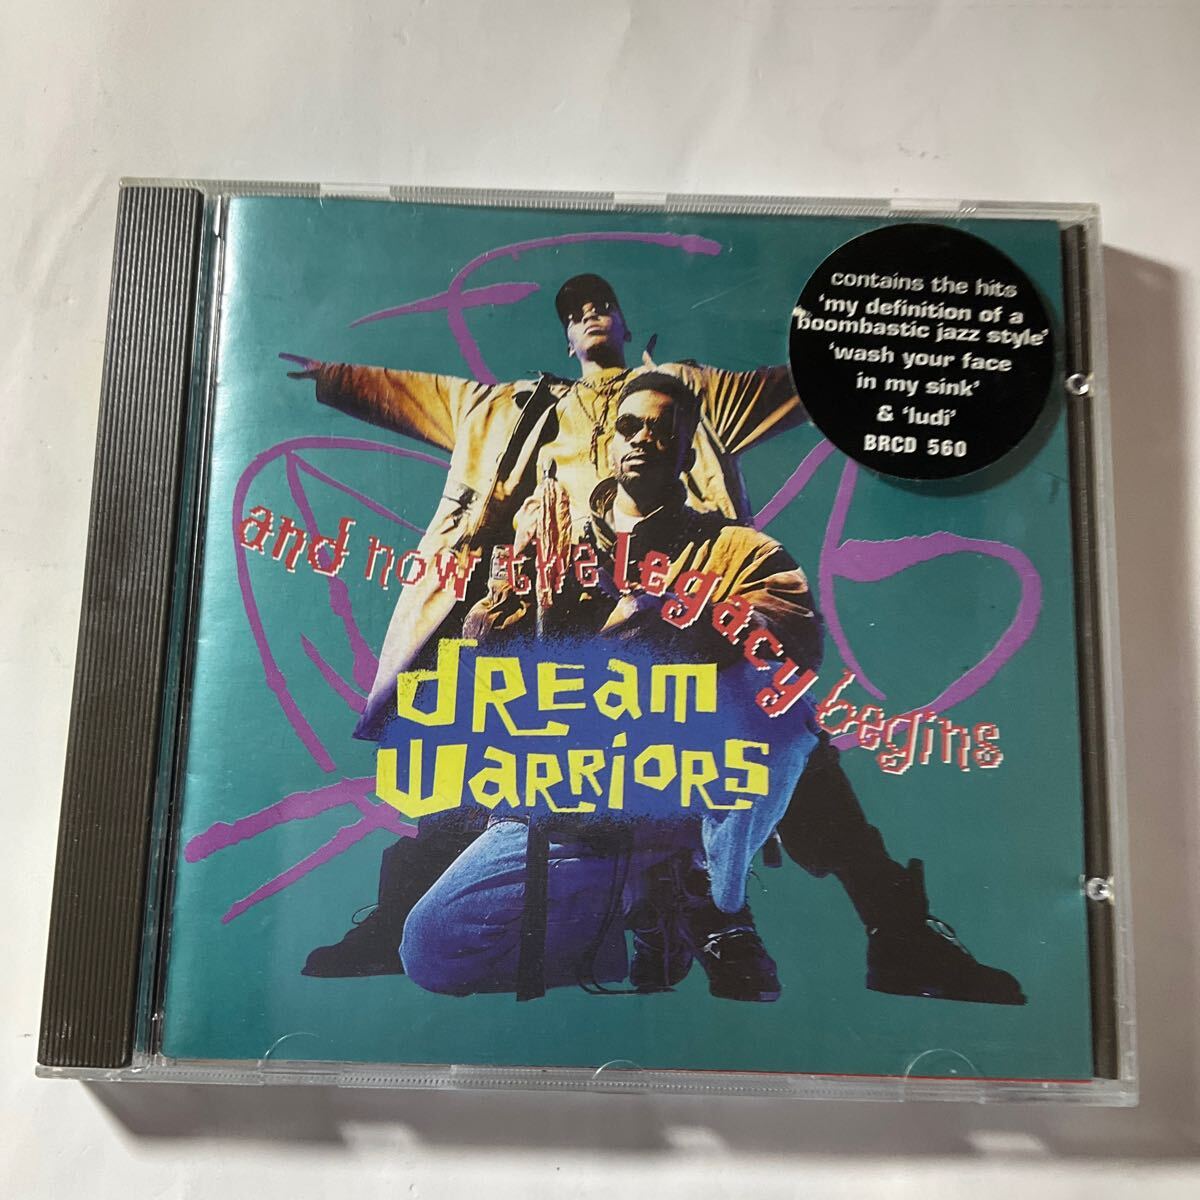 contains the hits
'my definition of a
boombastic jazz style'
'wash your face
in my sink'
& 'ludi'
BRCD 560
and now the legacy begins
dREam
WaRRioRS